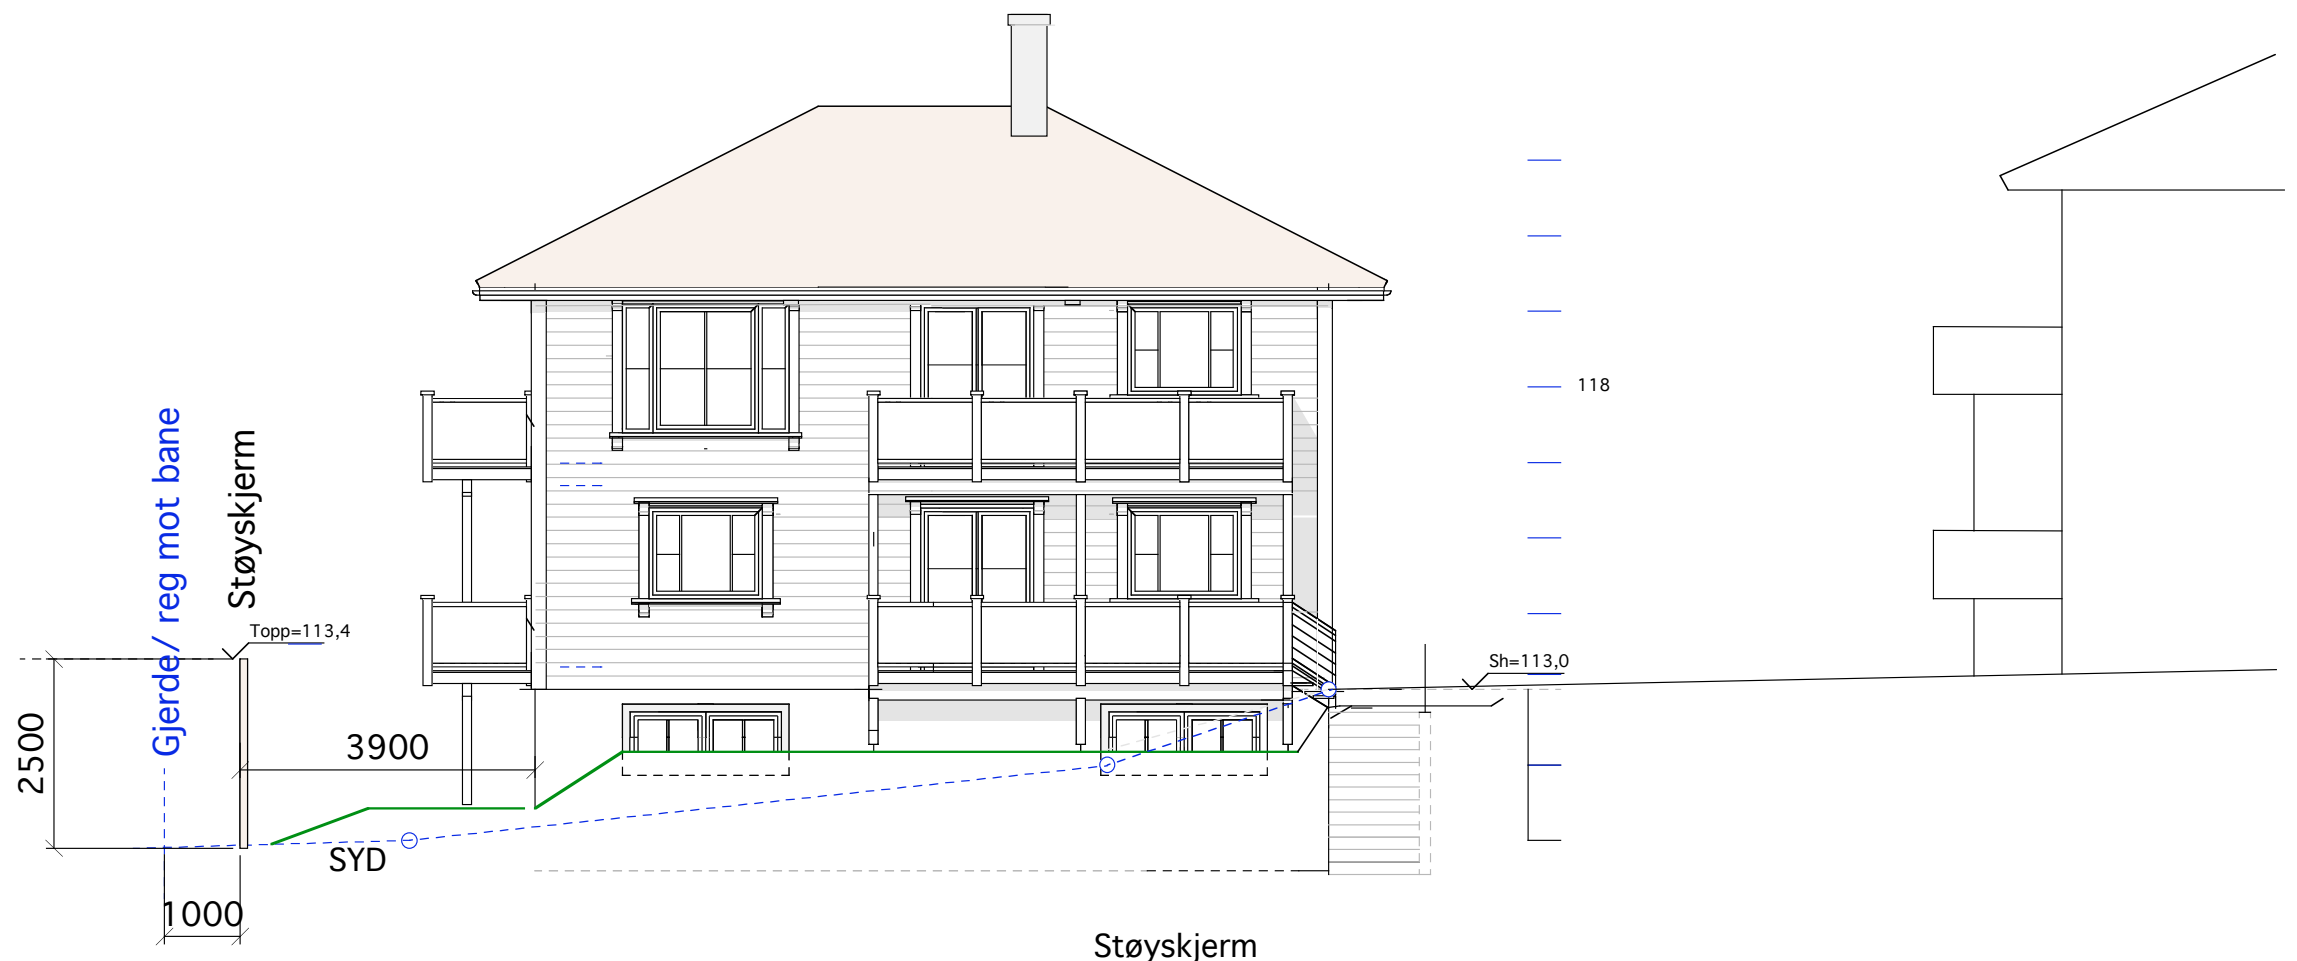 118
Gjerde/ reg mot bane
Støyskjerm
Topp=113,4
Sh=113,0
2500
3900
SYD
1000
Støyskjerm